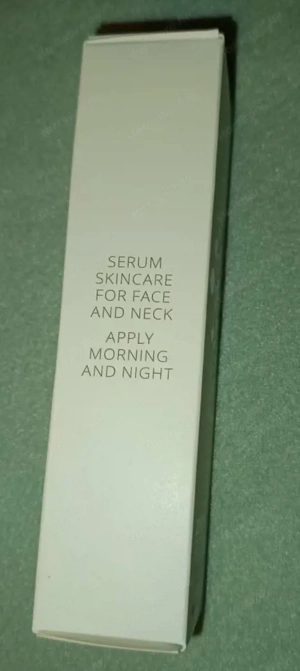 SERUM
SKINCARE
FOR FACE
AND NECK
APPLY
MORNING
AND NIGHT